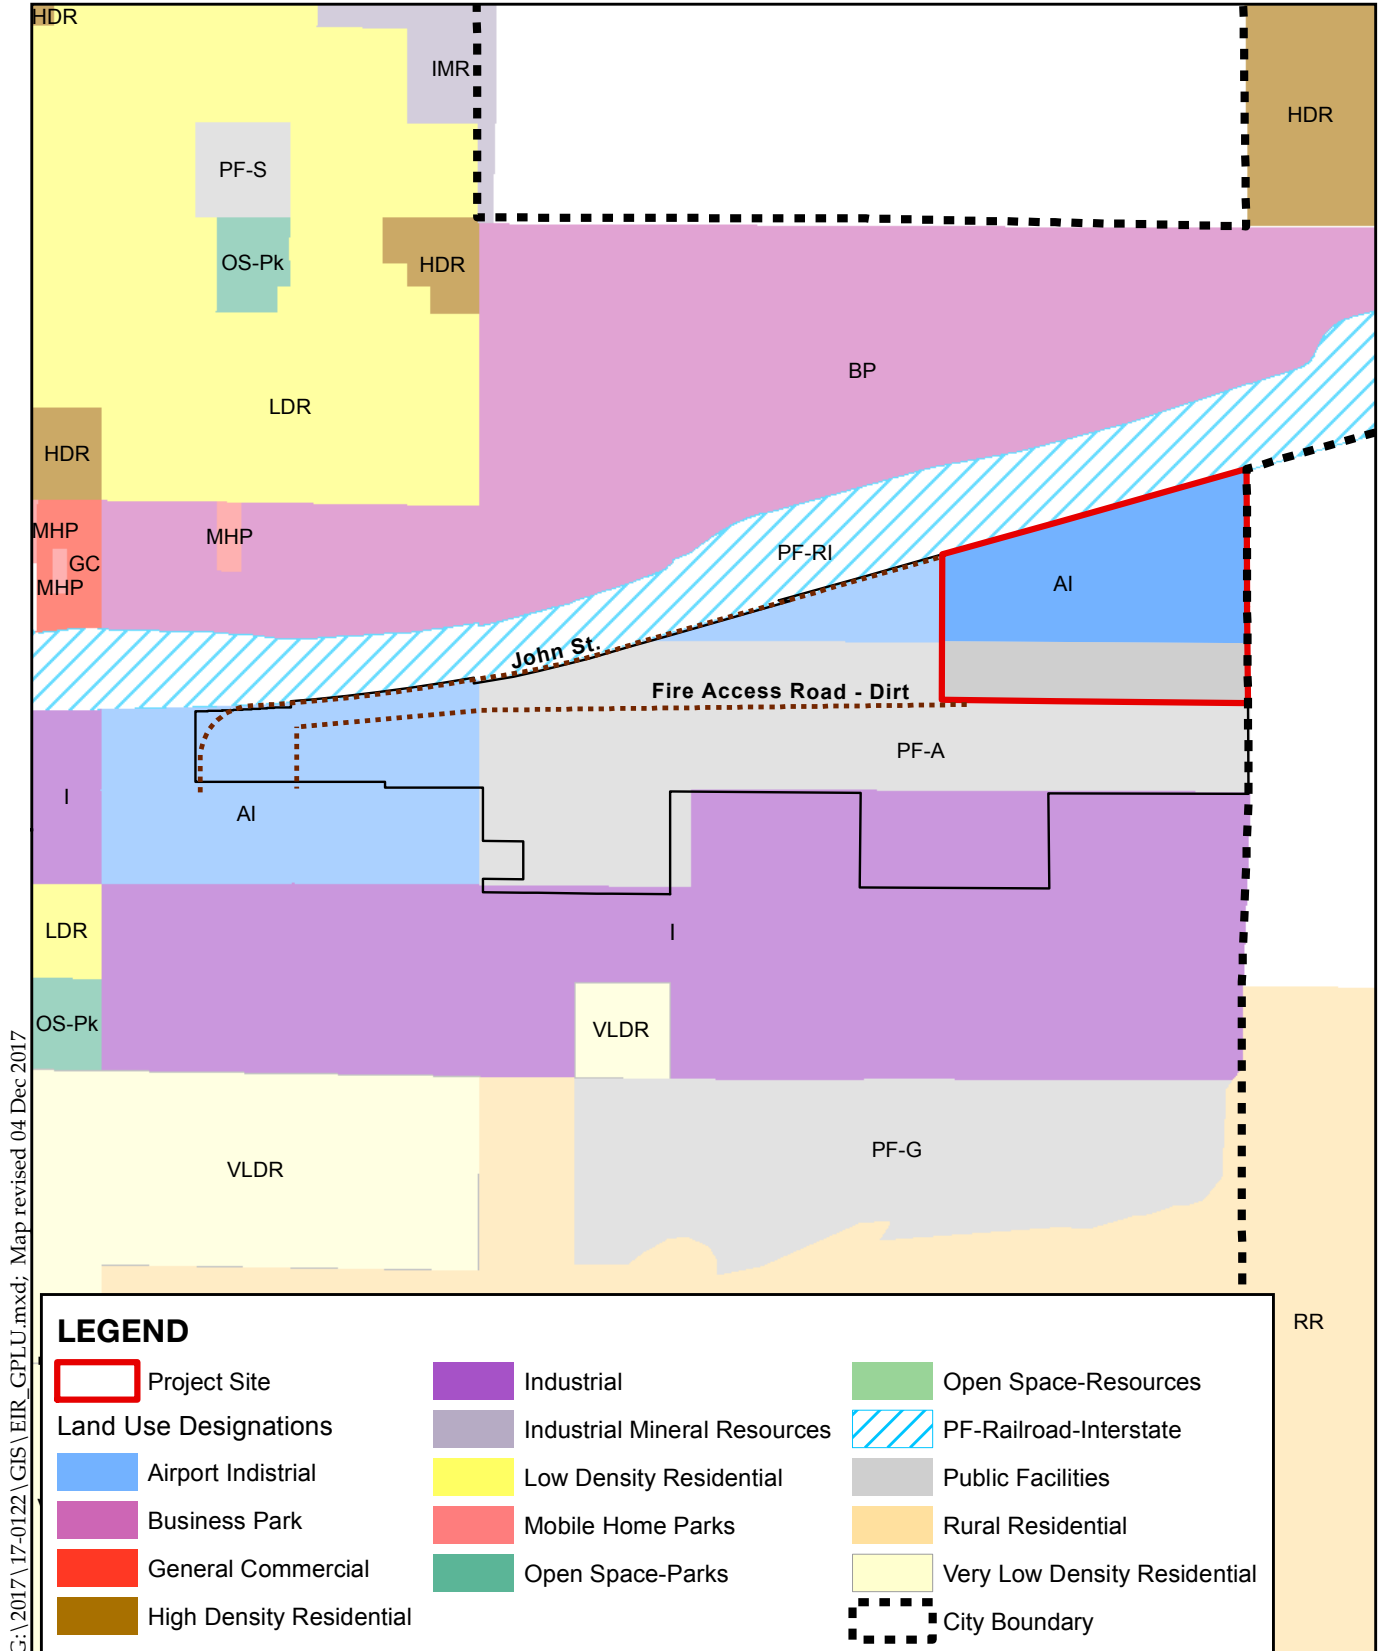 HDR
IMR
HDR
PF-S
OS-Pk
HDR
BP
LDR
HDR
MHP
MHP
GC
MHP
PF-RI
AI
John St.
Fire Access Road - Dirt
PF-A
I
AI
LDR
I
OS-Pk
VLDR
PF-G
VLDR
RR
LEGEND
Project Site
Land Use Designations
Airport Indistrial
Business Park
General Commercial
High Density Residential
Industrial
Industrial Mineral Resources
Low Density Residential
Mobile Home Parks
Open Space-Parks
Open Space-Resources
PF-Railroad-Interstate
Public Facilities
Rural Residential
Very Low Density Residential
City Boundary
G:\2017\17-0122\GIS\EIR_GPLU.mxd; Map revised 04 Dec 2017